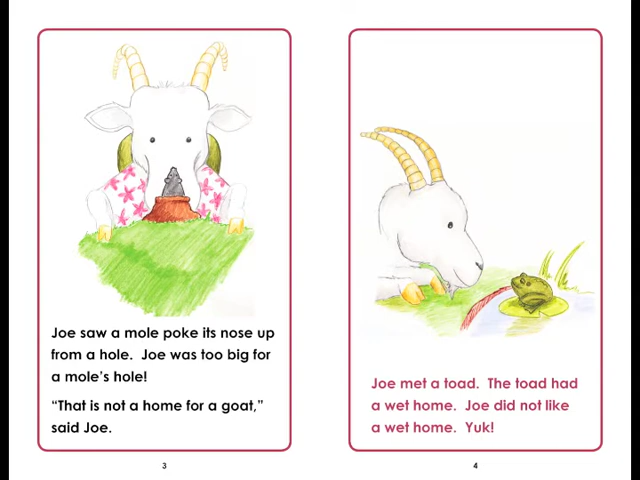 Joe saw a mole poke its nose up
from a hole.  Joe was too big for
a mole’s hole!
“That is not a home for a goat,”
said Joe.
3
Joe met a toad.  The toad had
a wet home.  Joe did not like
a wet home.  Yuk!
4